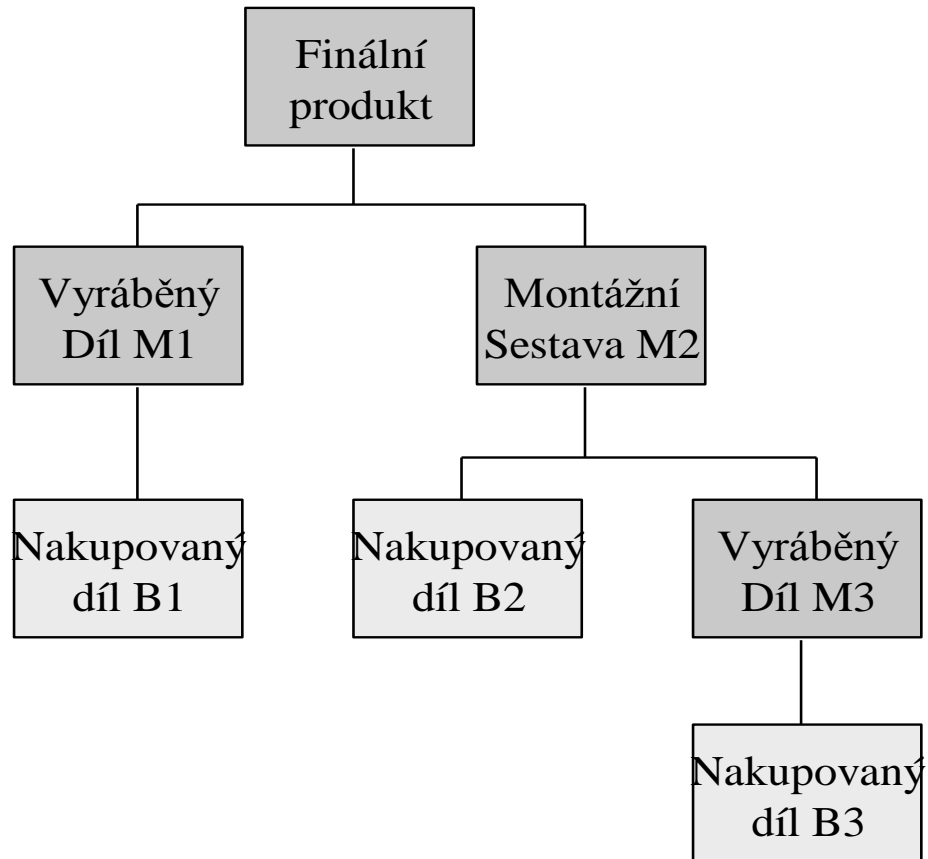 Finální
produkt
Vyráběný
Díl M1
Montážní
Sestava M2
Nakupovaný
díl B1
Nakupovaný
díl B2
Vyráběný
Díl M3
Nakupovaný
díl B3